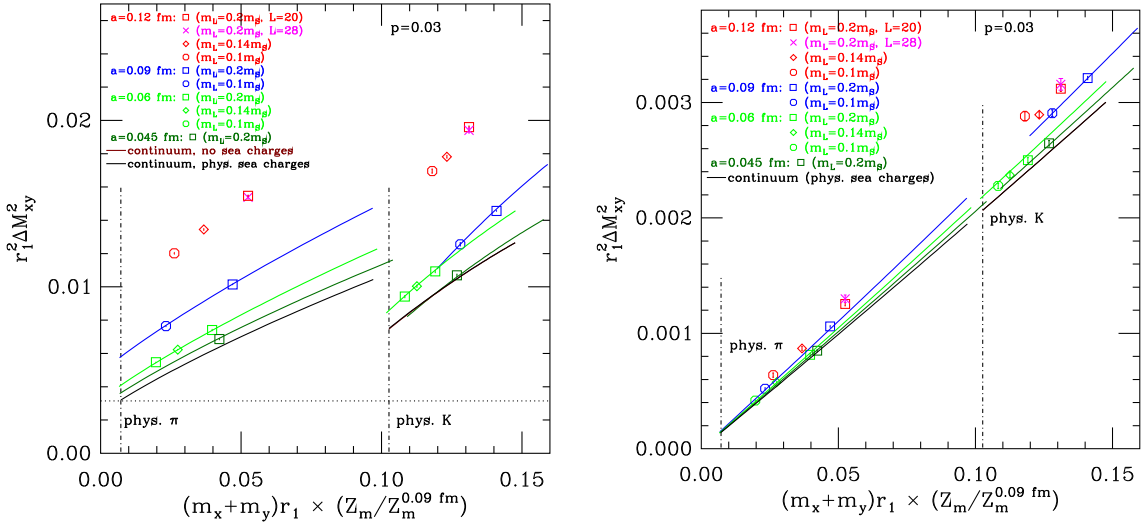 a=0.12 fm: (m_L=0.2m_S, L=20)
(m_L=0.2m_S, L=28)
(m_L=0.14m_S)
(m_L=0.1m_S)
a=0.09 fm: (m_L=0.2m_S)
(m_L=0.1m_S)
a=0.06 fm: (m_L=0.2m_S)
(m_L=0.14m_S)
(m_L=0.1m_S)
a=0.045 fm: (m_L=0.2m_S)
continuum, no sea charges
continuum, phys. sea charges
p=0.03
0.02
0.01
0.00
r_1^2 ΔM_xy^2
phys. π
phys. K
0.00 0.05 0.10 0.15
(m_x+m_y)r_1 × (Z_m/Z_m^0.09 fm)
a=0.12 fm: (m_L=0.2m_S, L=20)
(m_L=0.2m_S, L=28)
(m_L=0.14m_S)
(m_L=0.1m_S)
a=0.09 fm: (m_L=0.2m_S)
(m_L=0.1m_S)
a=0.06 fm: (m_L=0.2m_S)
(m_L=0.14m_S)
(m_L=0.1m_S)
a=0.045 fm: (m_L=0.2m_S)
continuum (phys. sea charges)
p=0.03
0.003
0.002
0.001
0.000
r_1^2 ΔM_xy^2
phys. K
phys. π
0.00 0.05 0.10 0.15
(m_x+m_y)r_1 × (Z_m/Z_m^0.09 fm)